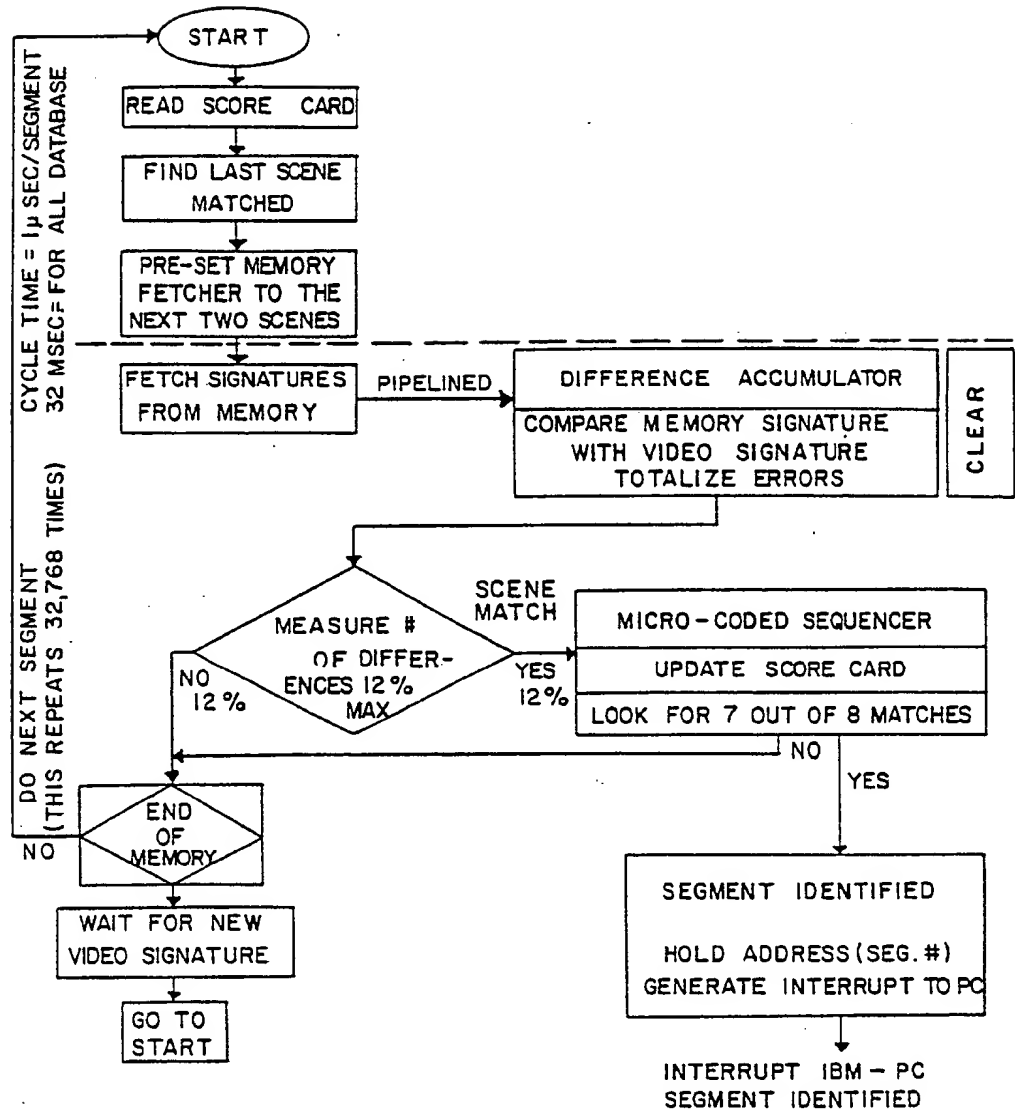 START
READ SCORE CARD
FIND LAST SCENE
MATCHED
PRE-SET MEMORY
FETCHER TO THE
NEXT TWO SCENES
CYCLE TIME = 1μ SEC/SEGMENT
32 MSEC = FOR ALL DATABASE
FETCH SIGNATURES
FROM MEMORY
PIPELINED
DIFFERENCE ACCUMULATOR
COMPARE MEMORY SIGNATURE
WITH VIDEO SIGNATURE
TOTALIZE ERRORS
CLEAR
DO NEXT SEGMENT
(THIS REPEATS 32,768 TIMES)
MEASURE #
OF DIFFER-
ENCES 12%
MAX
NO
12%
SCENE
MATCH
YES
12%
MICRO-CODED SEQUENCER
UPDATE SCORE CARD
LOOK FOR 7 OUT OF 8 MATCHES
NO
YES
END
OF
MEMORY
NO
WAIT FOR NEW
VIDEO SIGNATURE
GO TO
START
SEGMENT IDENTIFIED
HOLD ADDRESS (SEG. #)
GENERATE INTERRUPT TO PC
INTERRUPT IBM - PC
SEGMENT IDENTIFIED